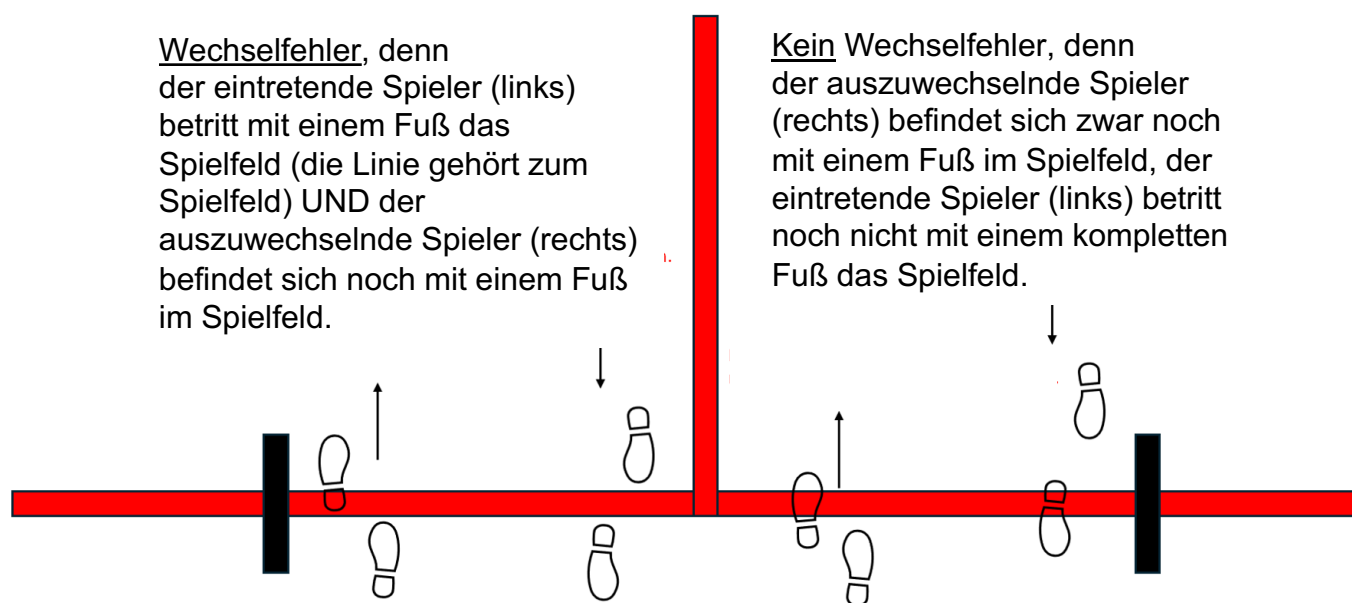 Wechselfehler, denn
der eintretende Spieler (links)
betritt mit einem Fuß das
Spielfeld (die Linie gehört zum
Spielfeld) UND der
auszuwechselnde Spieler (rechts)
befindet sich noch mit einem Fuß
im Spielfeld.
Kein Wechselfehler, denn
der auszuwechselnde Spieler
(rechts) befindet sich zwar noch
mit einem Fuß im Spielfeld, der
eintretende Spieler (links) betritt
noch nicht mit einem kompletten
Fuß das Spielfeld.